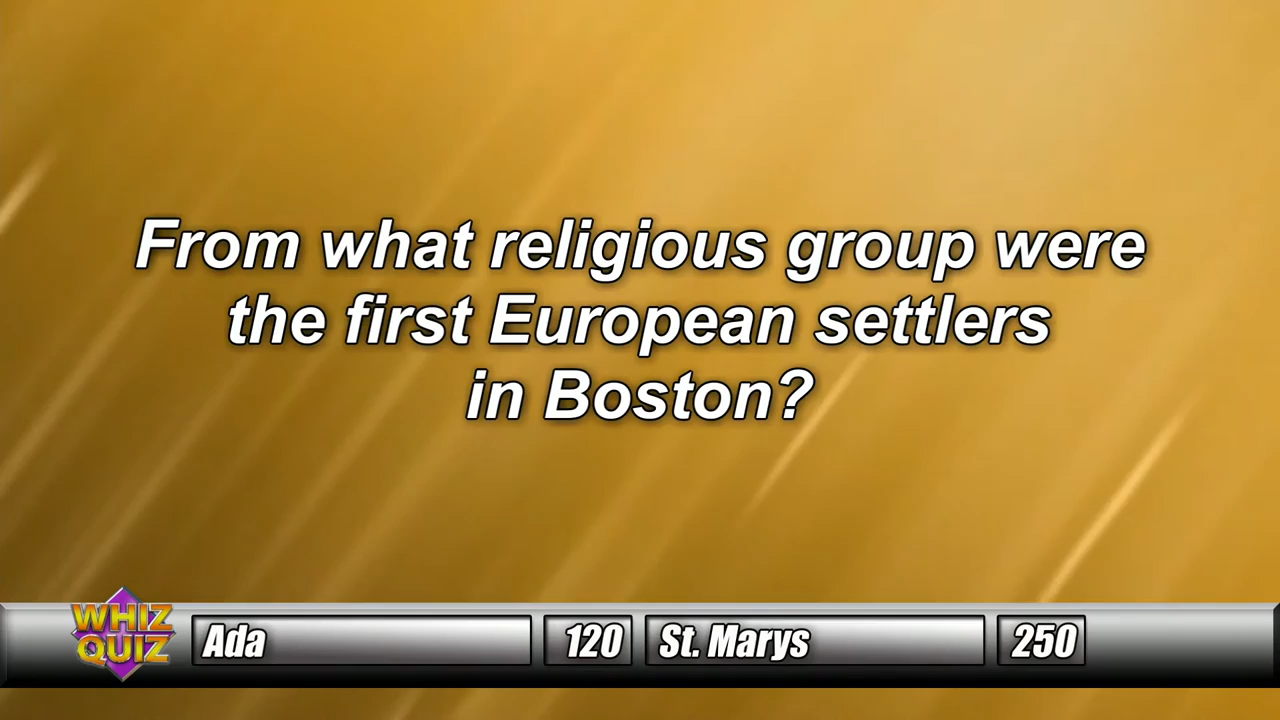 From what religious group were
the first European settlers
in Boston?
WHIZ
QUIZ
Ada 120 St. Marys 250